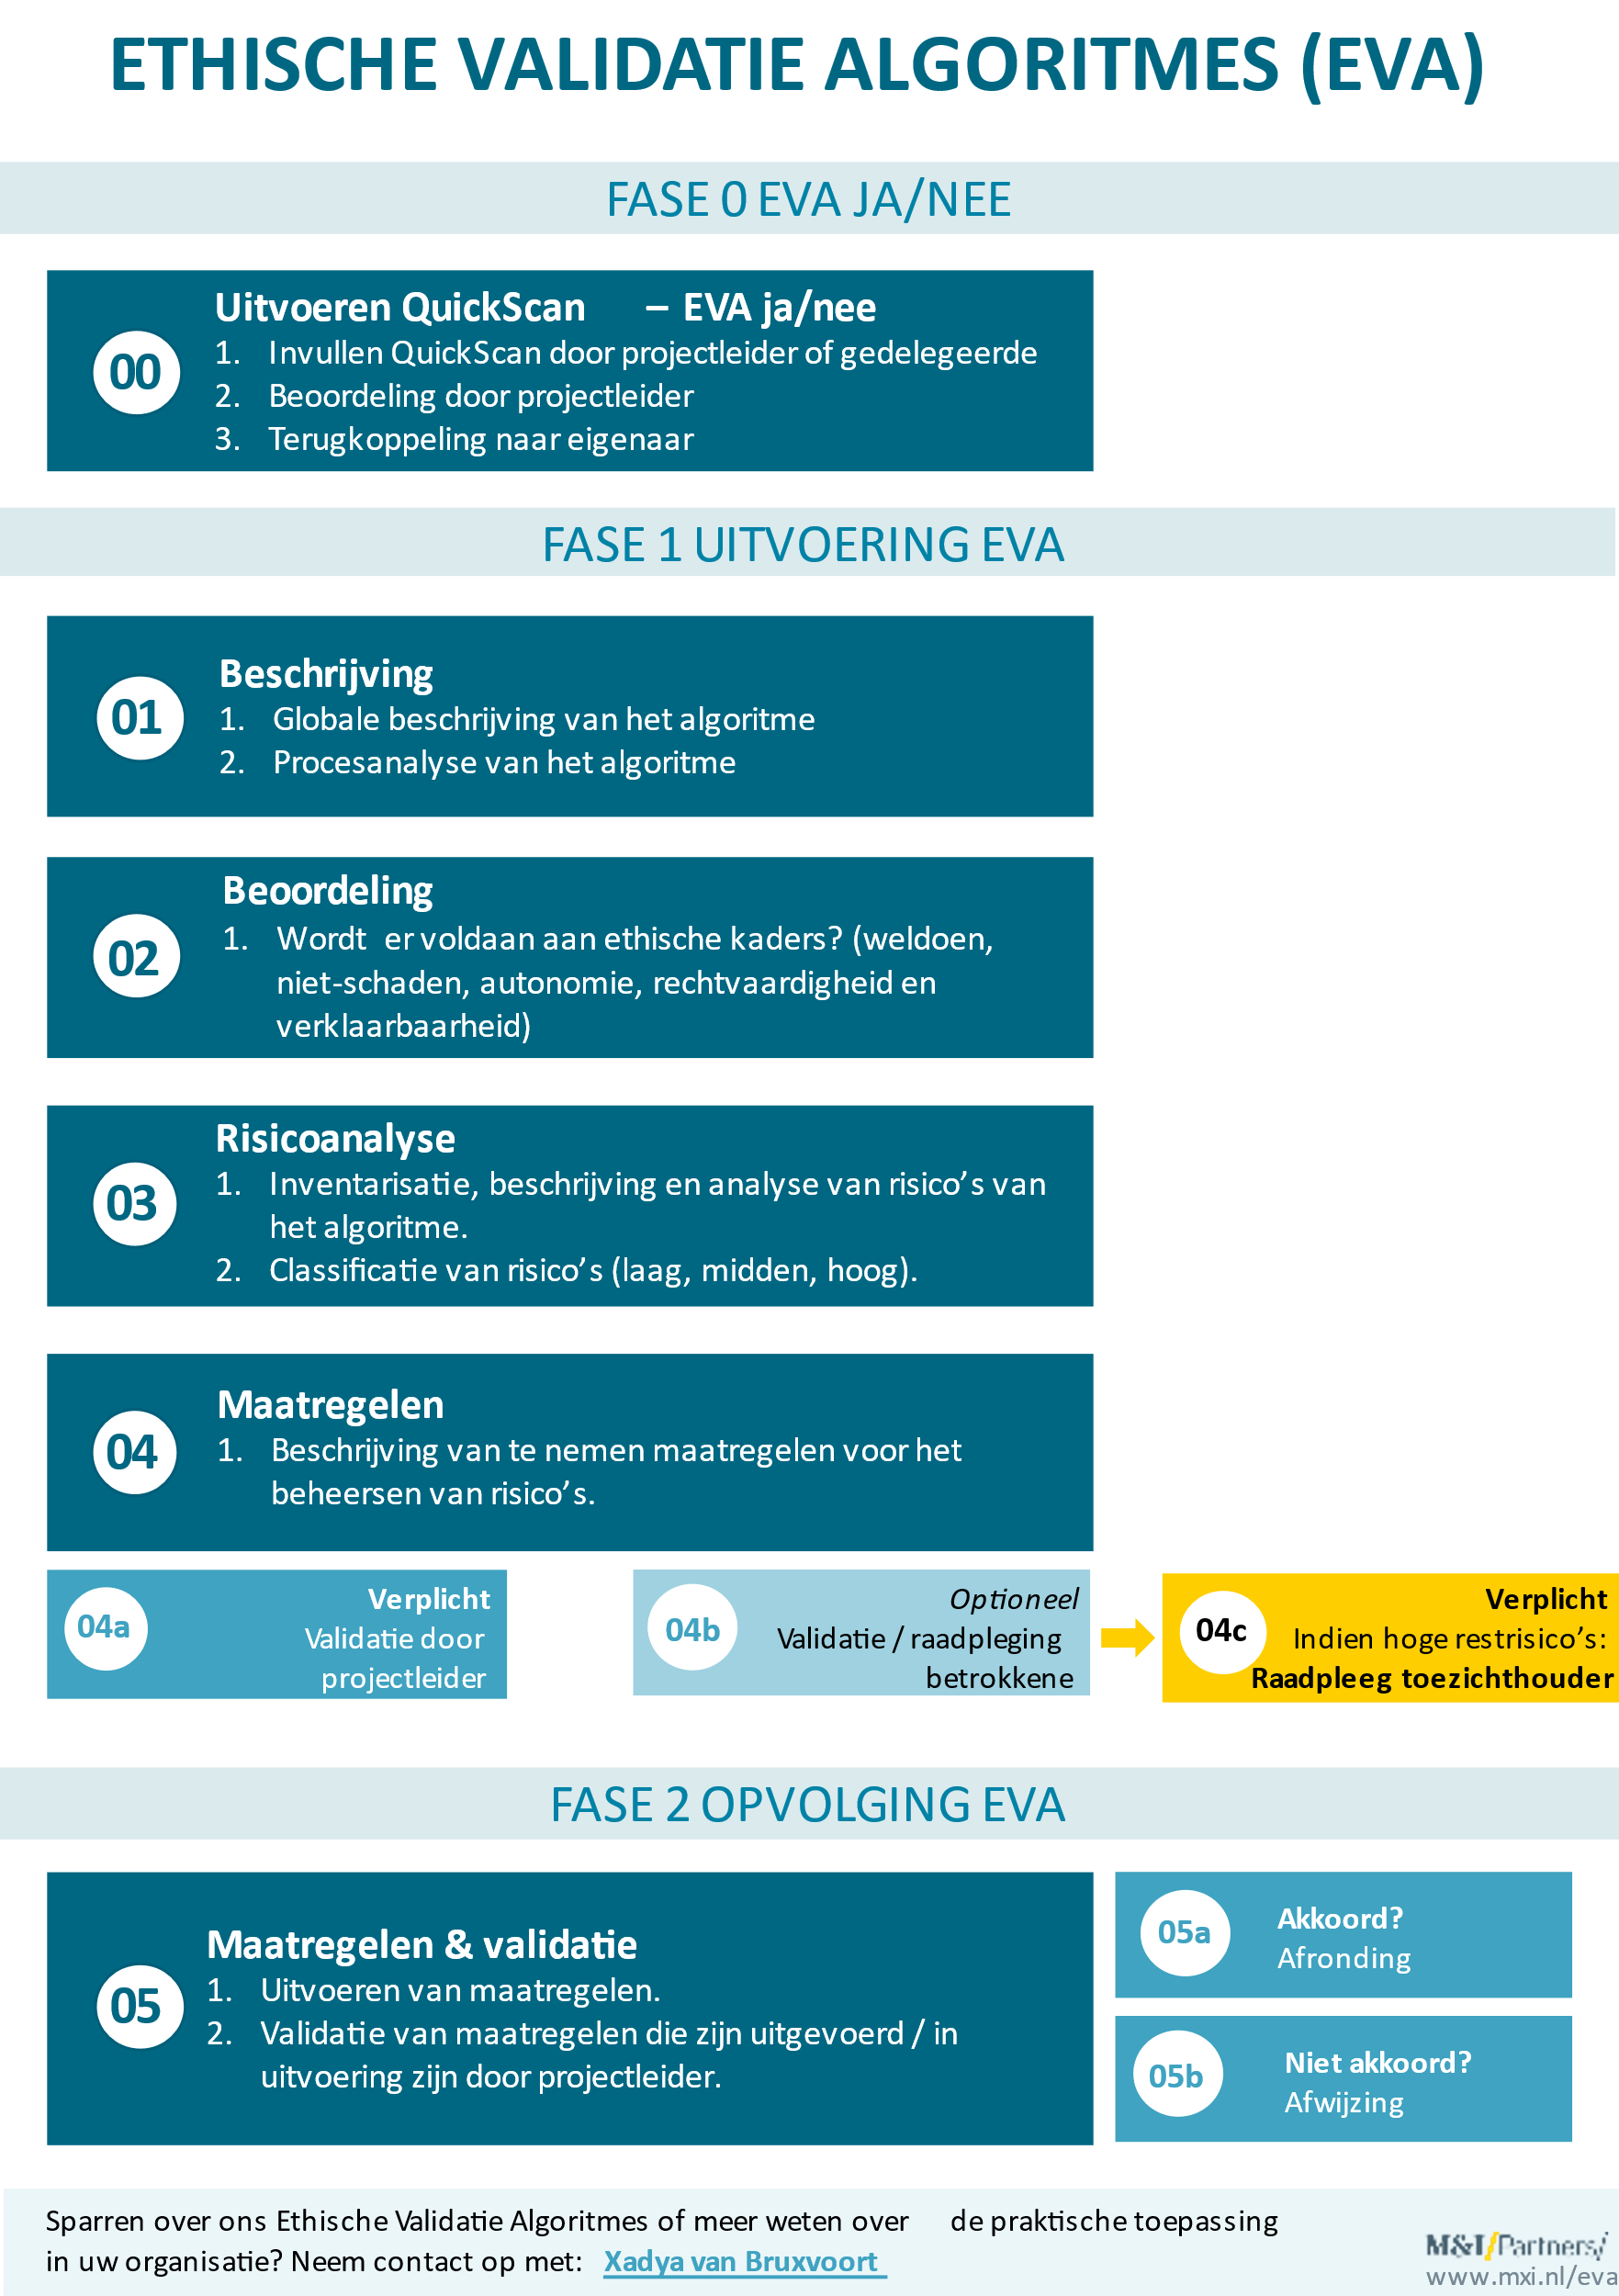 ETHISCHE VALIDATIE ALGORITMES (EVA)
FASE 0 EVA JA/NEE
00
Uitvoeren QuickScan – EVA ja/nee
1. Invullen QuickScan door projectleider of gedelegeerde
2. Beoordeling door projectleider
3. Terugkoppeling naar eigenaar
FASE 1 UITVOERING EVA
01
Beschrijving
1. Globale beschrijving van het algoritme
2. Procesanalyse van het algoritme
02
Beoordeling
1. Wordt er voldaan aan ethische kaders? (weldoen,
niet-schaden, autonomie, rechtvaardigheid en
verklaarbaarheid)
03
Risicoanalyse
1. Inventarisatie, beschrijving en analyse van risico's van
het algoritme.
2. Classificatie van risico's (laag, midden, hoog).
04
Maatregelen
1. Beschrijving van te nemen maatregelen voor het
beheersen van risico's.
04a
Verplicht
Validatie door
projectleider
04b
Optioneel
Validatie / raadpleging
betrokkene
04c
Verplicht
Indien hoge restrisico's:
Raadpleeg toezichthouder
FASE 2 OPVOLGING EVA
05
Maatregelen & validatie
1. Uitvoeren van maatregelen.
2. Validatie van maatregelen die zijn uitgevoerd / in
uitvoering zijn door projectleider.
05a
Akkoord?
Afronding
05b
Niet akkoord?
Afwijzing
Sparren over ons Ethische Validatie Algoritmes of meer weten over de praktische toepassing
in uw organisatie? Neem contact op met: Xadya van Bruxvoort
M&I/Partners/
www.mxi.nl/eva